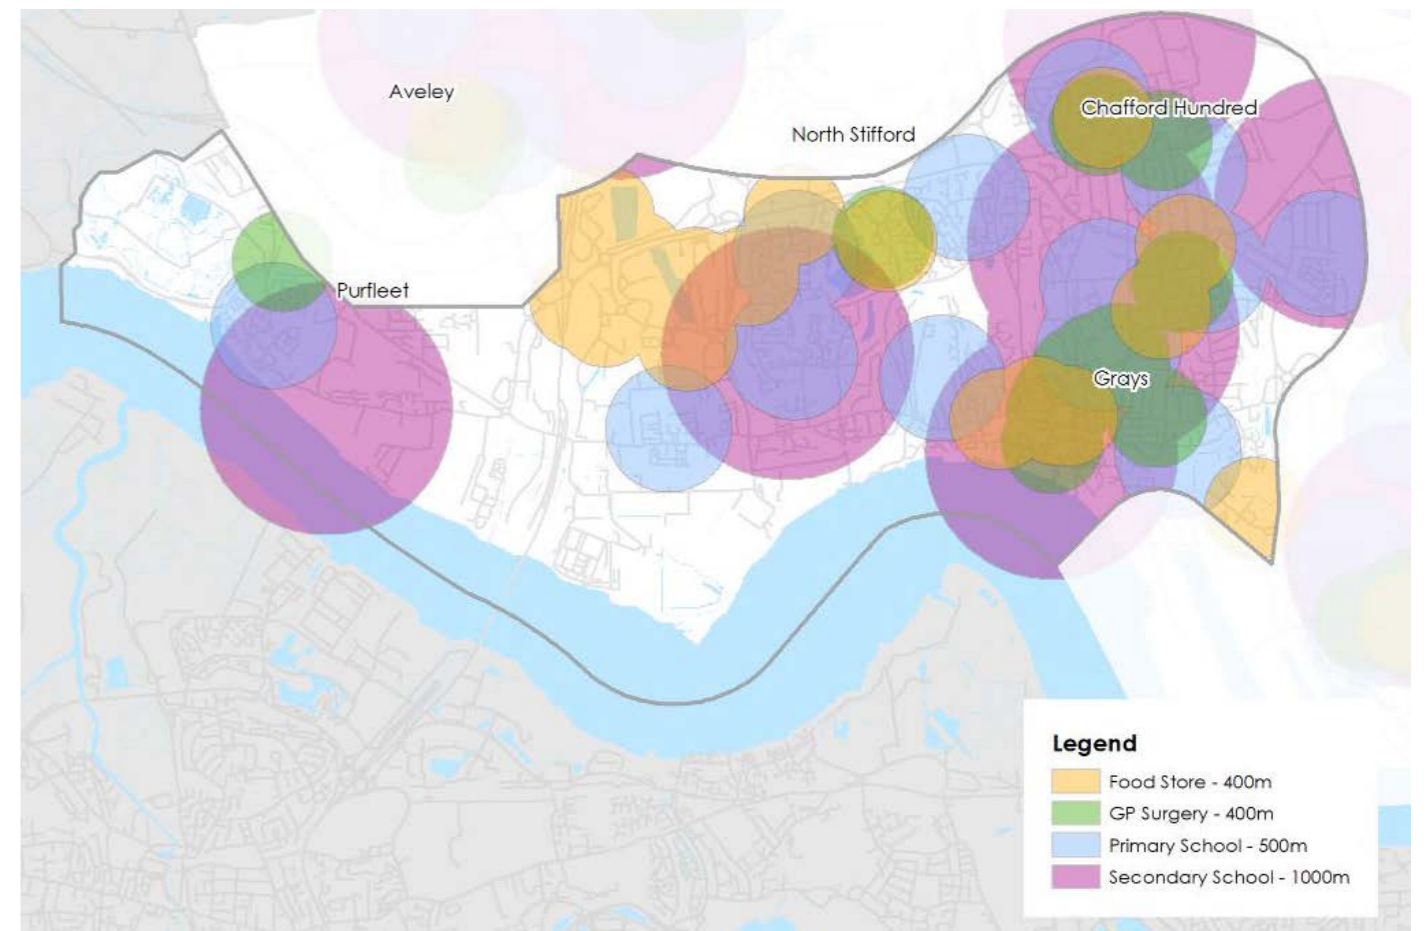 Aveley
North Stifford
Chafford Hundred
Purfleet
Grays
Legend
Food Store - 400m
GP Surgery - 400m
Primary School - 500m
Secondary School - 1000m